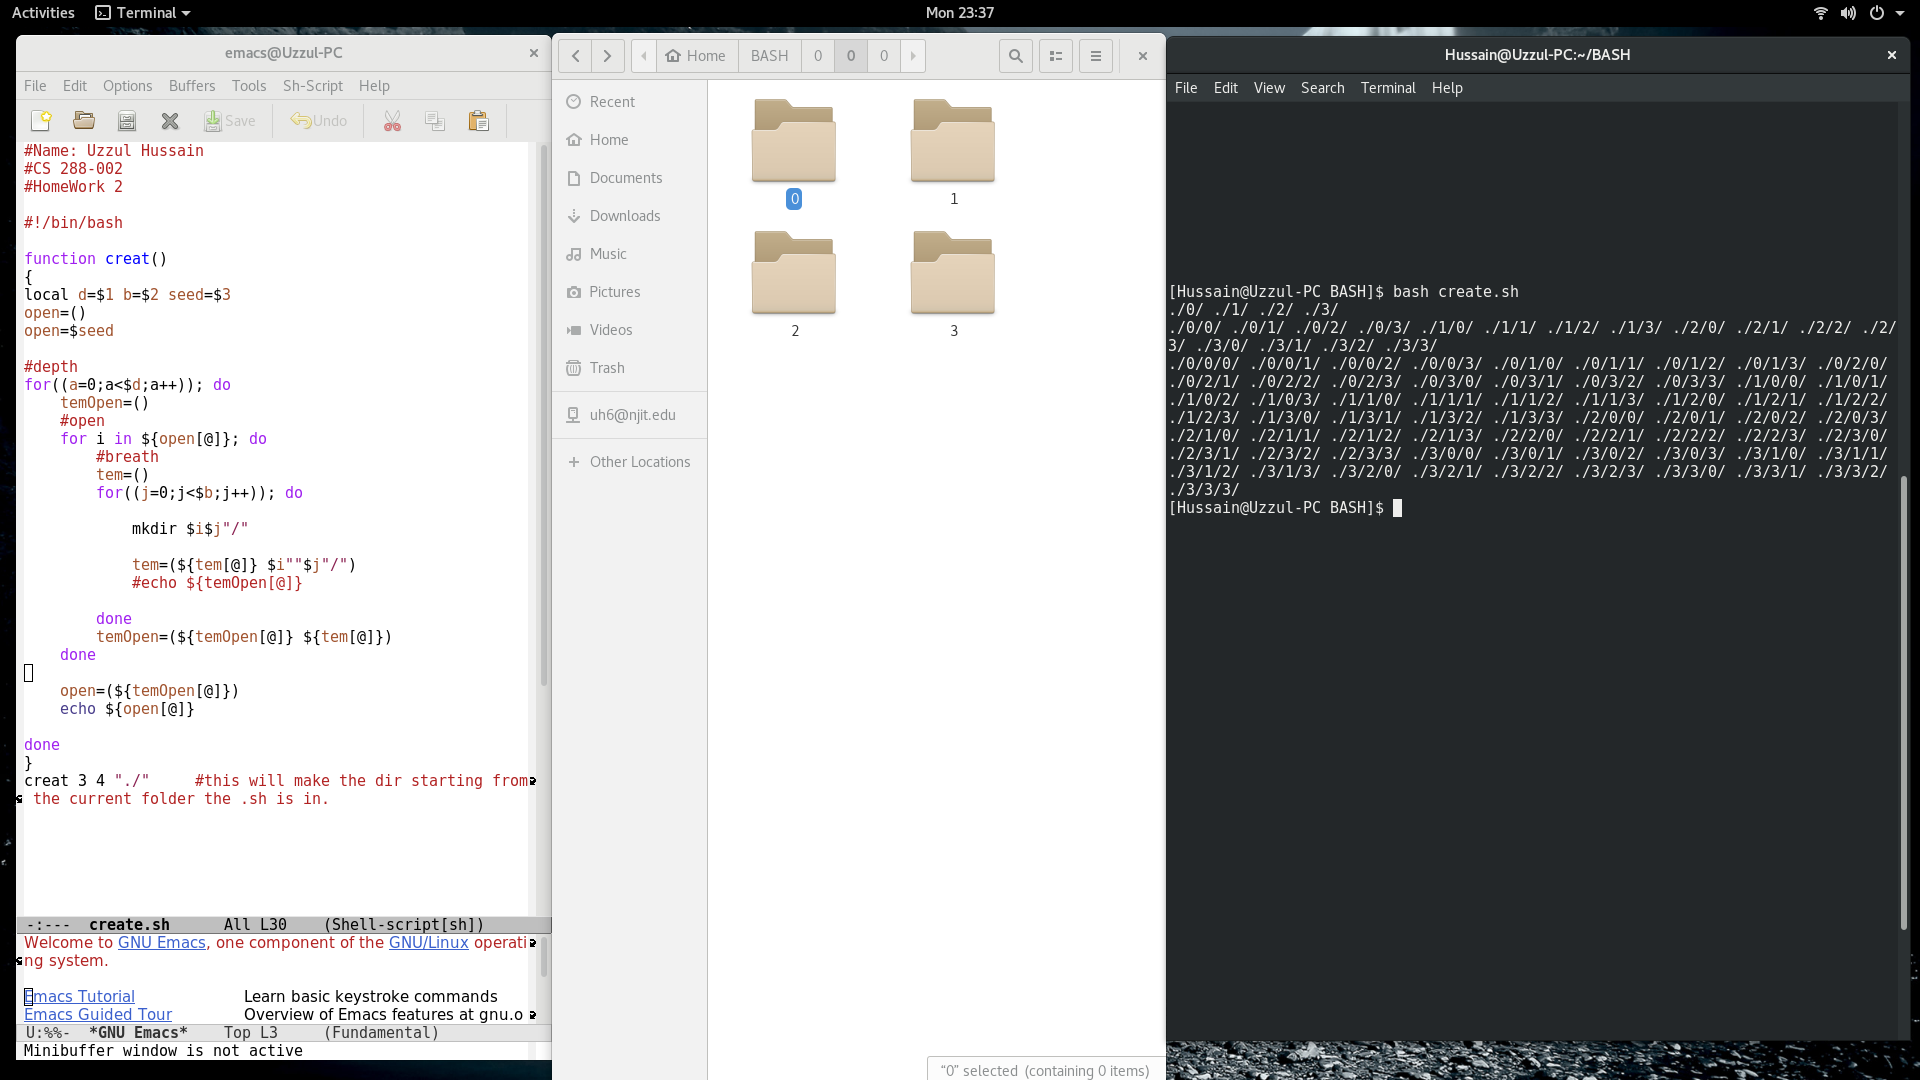 Activities Terminal Mon 23:37
emacs@Uzzul-PC
File Edit Options Buffers Tools Sh-Script Help
Save Undo
#Name: Uzzul Hussain
#CS 288-002
#HomeWork 2
#!/bin/bash
function creat()
{
local d=$1 b=$2 seed=$3
open=()
open=$seed
#depth
for((a=0;a<$d;a++)); do
temOpen=()
#open
for i in ${open[@]}; do
#breath
tem=()
for((j=0;j<$b;j++)); do
mkdir $i$j"/"
tem=(${tem[@]} $i""$j"/")
#echo ${temOpen[@]}
done
temOpen=(${temOpen[@]} ${tem[@]})
done
open=(${temOpen[@]})
echo ${open[@]}
done
}
creat 3 4 "./" #this will make the dir starting from
the current folder the .sh is in.
-:--- create.sh All L30 (Shell-script[sh])
Welcome to GNU Emacs, one component of the GNU/Linux operati
ng system.
Emacs Tutorial Learn basic keystroke commands
Emacs Guided Tour Overview of Emacs features at gnu.o
U:%%- *GNU Emacs* Top L3 (Fundamental)
Minibuffer window is not active
Home BASH 0 0 0
Recent
Home
Documents
Downloads
Music
Pictures
Videos
Trash
uh6@njit.edu
Other Locations
0 1
2 3
“0” selected (containing 0 items)
Hussain@Uzzul-PC:~/BASH
File Edit View Search Terminal Help
[Hussain@Uzzul-PC BASH]$ bash create.sh
./0/ ./1/ ./2/ ./3/
./0/0/ ./0/1/ ./0/2/ ./0/3/ ./1/0/ ./1/1/ ./1/2/ ./1/3/ ./2/0/ ./2/1/ ./2/2/ ./2/
3/ ./3/0/ ./3/1/ ./3/2/ ./3/3/
./0/0/0/ ./0/0/1/ ./0/0/2/ ./0/0/3/ ./0/1/0/ ./0/1/1/ ./0/1/2/ ./0/1/3/ ./0/2/0/
./0/2/1/ ./0/2/2/ ./0/2/3/ ./0/3/0/ ./0/3/1/ ./0/3/2/ ./0/3/3/ ./1/0/0/ ./1/0/1/
./1/0/2/ ./1/0/3/ ./1/1/0/ ./1/1/1/ ./1/1/2/ ./1/1/3/ ./1/2/0/ ./1/2/1/ ./1/2/2/
./1/2/3/ ./1/3/0/ ./1/3/1/ ./1/3/2/ ./1/3/3/ ./2/0/0/ ./2/0/1/ ./2/0/2/ ./2/0/3/
./2/1/0/ ./2/1/1/ ./2/1/2/ ./2/1/3/ ./2/2/0/ ./2/2/1/ ./2/2/2/ ./2/2/3/ ./2/3/0/
./2/3/1/ ./2/3/2/ ./2/3/3/ ./3/0/0/ ./3/0/1/ ./3/0/2/ ./3/0/3/ ./3/1/0/ ./3/1/1/
./3/1/2/ ./3/1/3/ ./3/2/0/ ./3/2/1/ ./3/2/2/ ./3/2/3/ ./3/3/0/ ./3/3/1/ ./3/3/2/
./3/3/3/
[Hussain@Uzzul-PC BASH]$